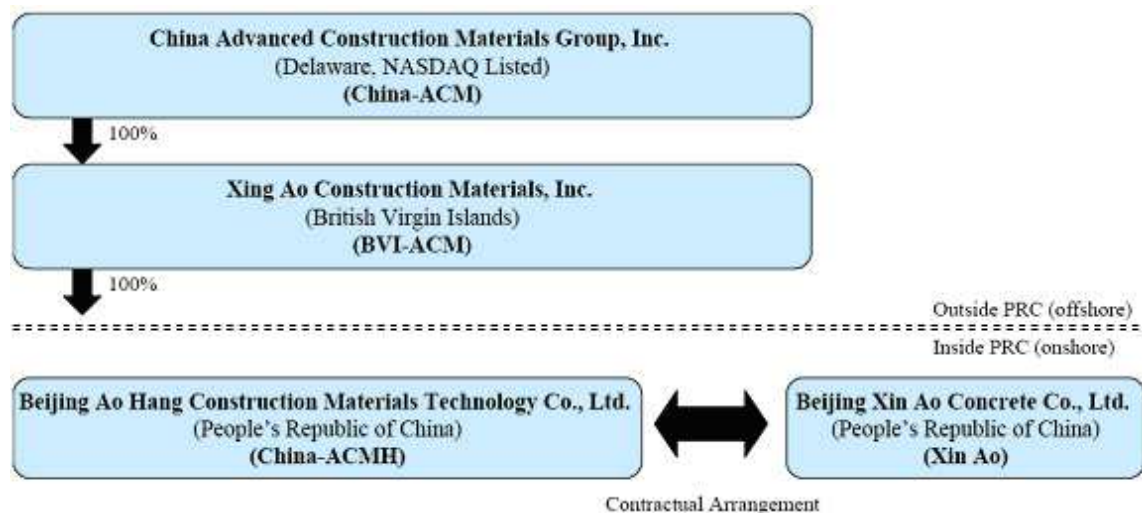 China Advanced Construction Materials Group, Inc.
(Delaware, NASDAQ Listed)
(China-ACM)
100%
Xing Ao Construction Materials, Inc.
(British Virgin Islands)
(BVI-ACM)
100%
Outside PRC (offshore)
Inside PRC (onshore)
Beijing Ao Hang Construction Materials Technology Co., Ltd.
(People's Republic of China)
(China-ACMH)
Beijing Xin Ao Concrete Co., Ltd.
(People's Republic of China)
(Xin Ao)
Contractual Arrangement